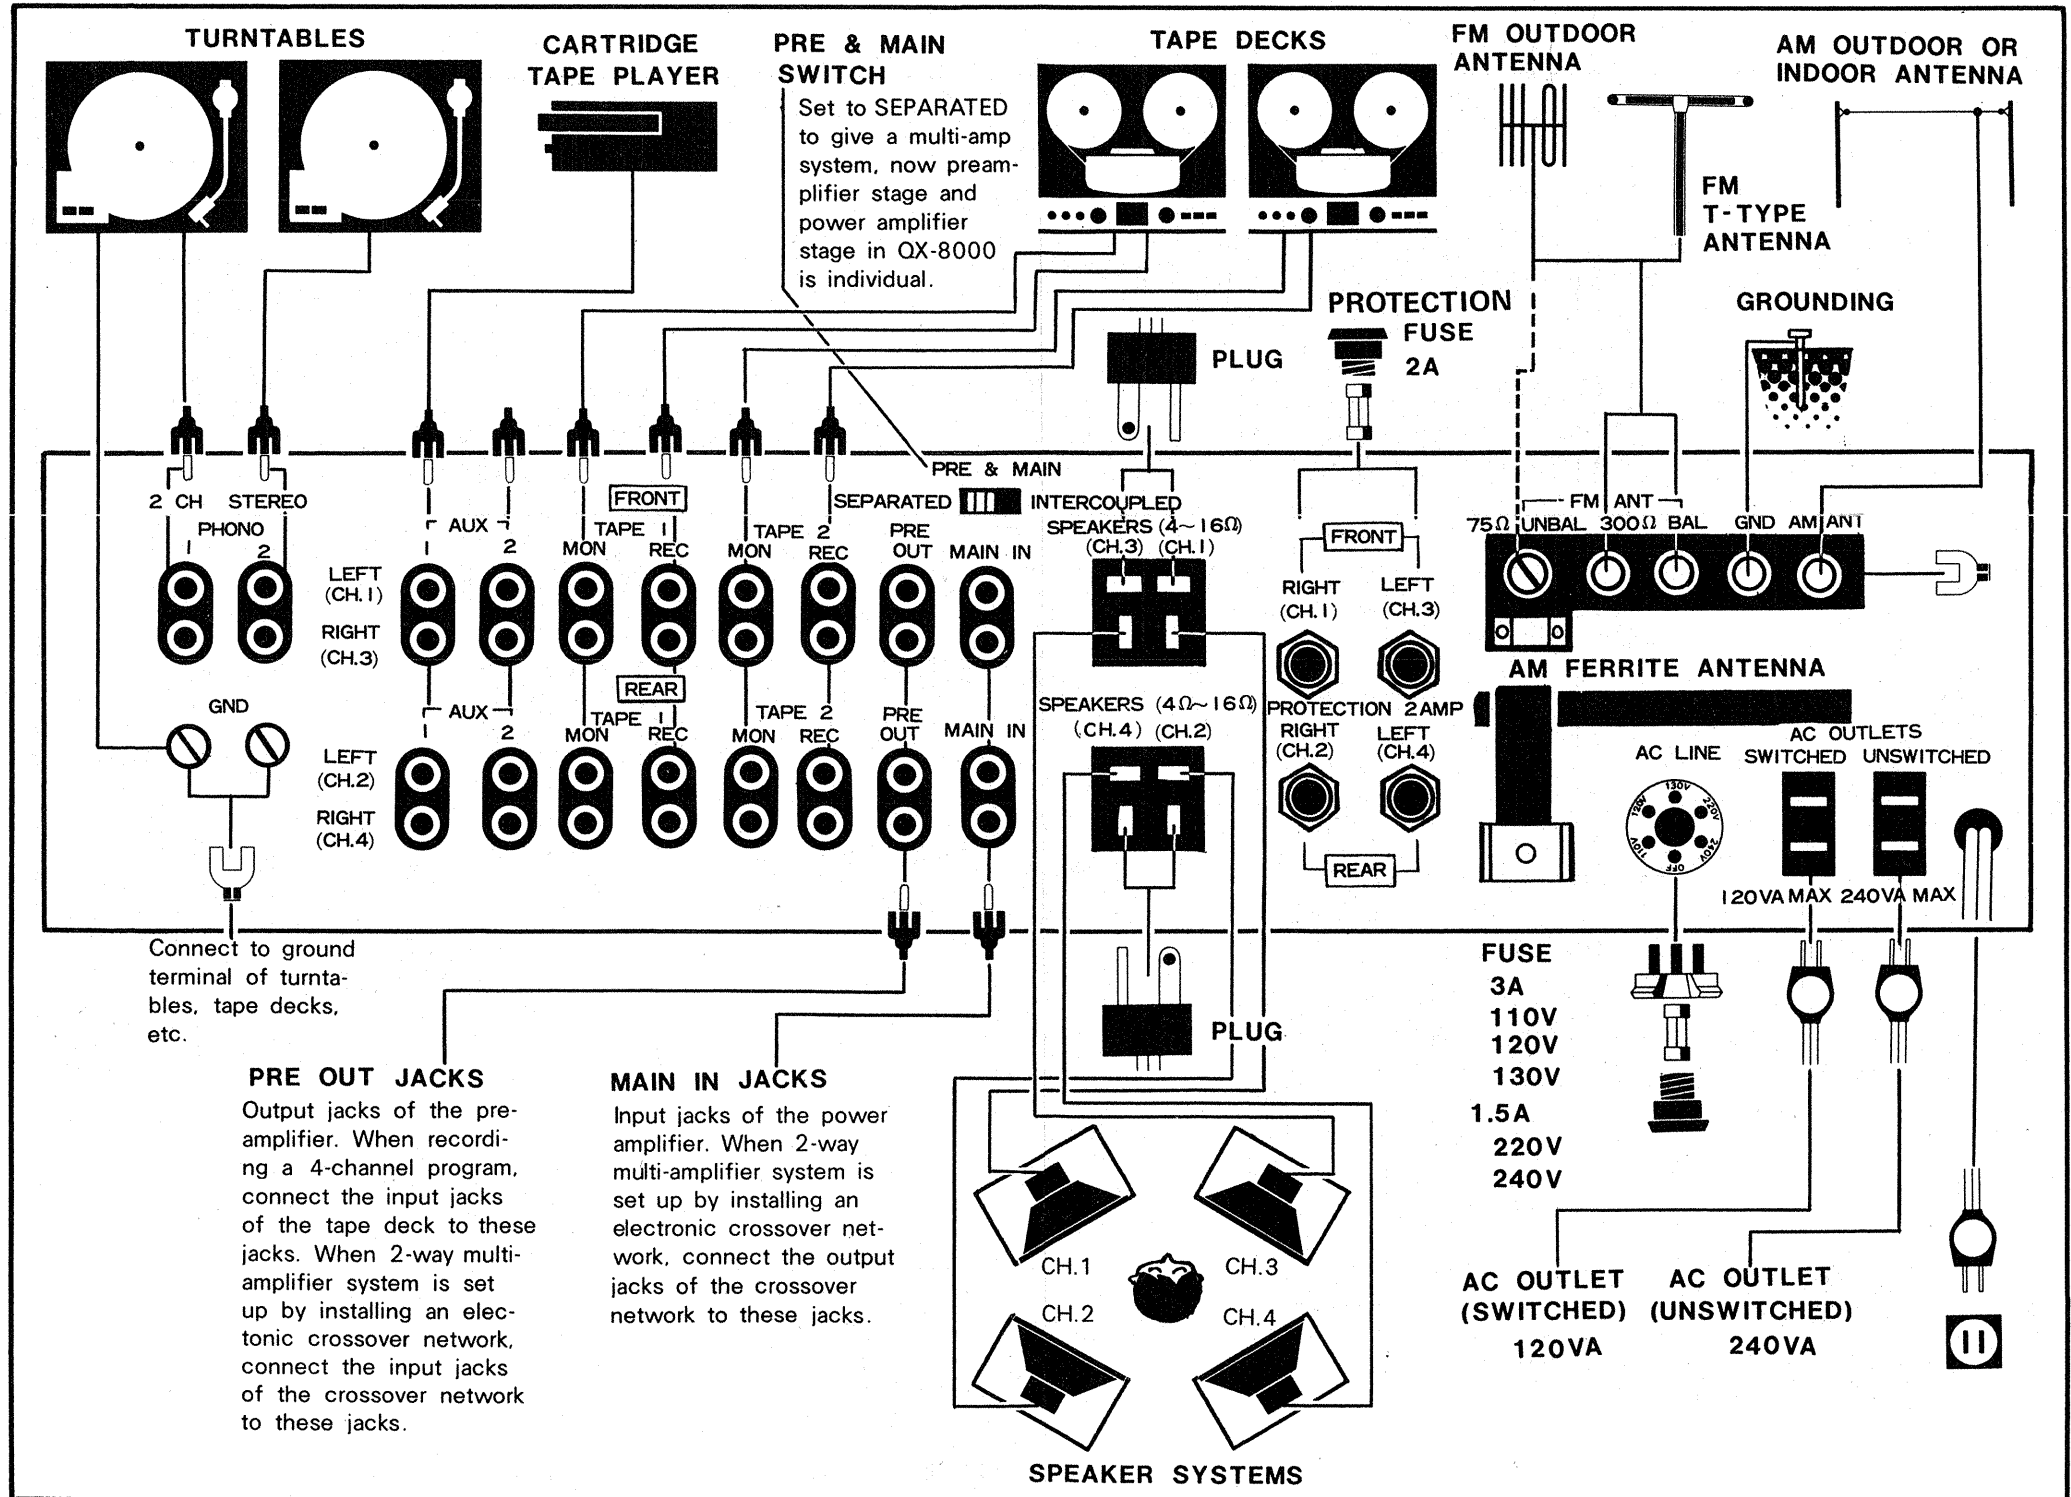 TURNTABLES
CARTRIDGE
TAPE PLAYER
PRE & MAIN
SWITCH
Set to SEPARATED
to give a multi-amp
system, now pream-
plifier stage and
power amplifier
stage in QX-8000
is individual.
TAPE DECKS
FM OUTDOOR
ANTENNA
AM OUTDOOR OR
INDOOR ANTENNA
FM
T-TYPE
ANTENNA
PLUG
PROTECTION
FUSE
2A
GROUNDING
2 CH STEREO
PHONO
1 2
LEFT
(CH.1)
RIGHT
(CH.3)
AUX
1 2
FRONT
TAPE 1
MON REC
TAPE 2
MON REC
PRE
OUT
MAIN IN
PRE & MAIN
SEPARATED INTERCOUPLED
SPEAKERS (4~16Ω)
(CH.3) (CH.1)
FRONT
RIGHT
(CH.1)
LEFT
(CH.3)
FM ANT
75Ω UNBAL 300Ω BAL GND AM ANT
GND
LEFT
(CH.2)
RIGHT
(CH.4)
AUX
1 2
REAR
TAPE 1
MON REC
TAPE 2
MON REC
PRE
OUT
MAIN IN
SPEAKERS (4Ω~16Ω)
(CH.4) (CH.2)
PROTECTION 2AMP
RIGHT
(CH.2)
LEFT
(CH.4)
REAR
AM FERRITE ANTENNA
AC LINE
110V 120V 130V 220V 240V OFF
AC OUTLETS
SWITCHED UNSWITCHED
120VA MAX 240VA MAX
Connect to ground
terminal of turnta-
bles, tape decks,
etc.
PRE OUT JACKS
Output jacks of the pre-
amplifier. When recordi-
ng a 4-channel program,
connect the input jacks
of the tape deck to these
jacks. When 2-way multi-
amplifier system is set
up by installing an elec-
tonic crossover network,
connect the input jacks
of the crossover network
to these jacks.
MAIN IN JACKS
Input jacks of the power
amplifier. When 2-way
multi-amplifier system is
set up by installing an
electronic crossover net-
work, connect the output
jacks of the crossover
network to these jacks.
PLUG
CH.1
CH.3
CH.2
CH.4
SPEAKER SYSTEMS
FUSE
3A
110V
120V
130V
1.5A
220V
240V
AC OUTLET
(SWITCHED)
120VA
AC OUTLET
(UNSWITCHED)
240VA